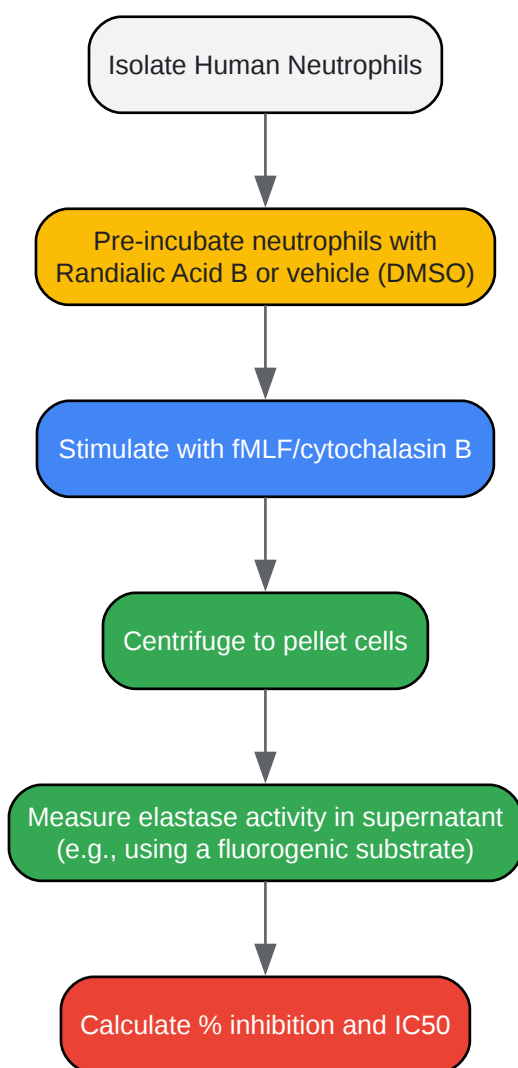 Isolate Human Neutrophils
Pre-incubate neutrophils with
Randialic Acid B or vehicle (DMSO)
Stimulate with fMLF/cytochalasin B
Centrifuge to pellet cells
Measure elastase activity in supernatant
(e.g., using a fluorogenic substrate)
Calculate % inhibition and IC50